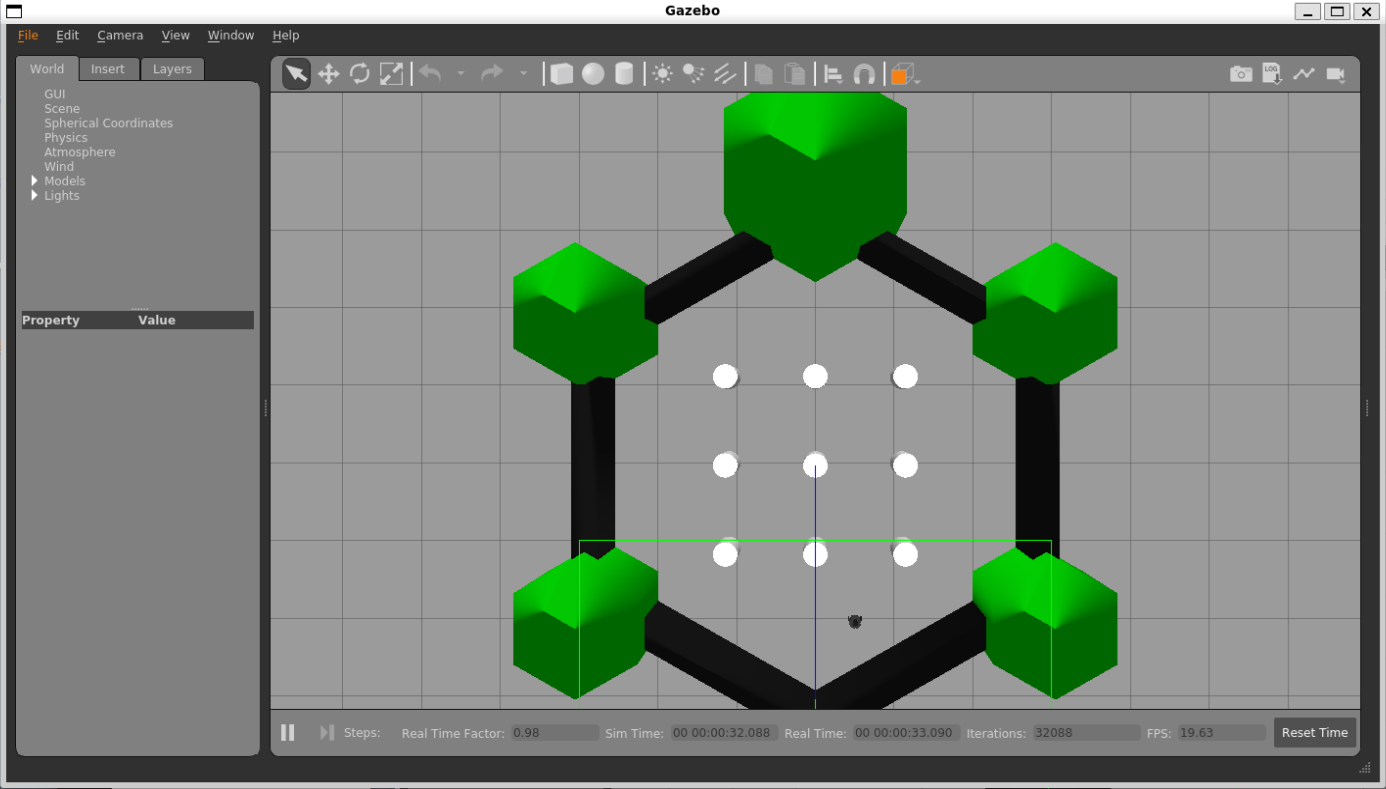 Gazebo
File Edit Camera View Window Help
World Insert Layers
LOG
GUI
Scene
Spherical Coordinates
Physics
Atmosphere
Wind
Models
Lights
Property Value
Steps: Real Time Factor: 0.98 Sim Time: 00 00:00:32.088 Real Time: 00 00:00:33.090 Iterations: 32088 FPS: 19.63 Reset Time